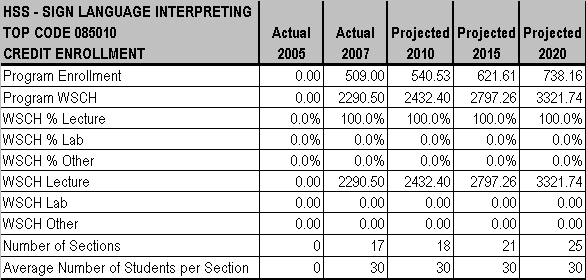 HSS - SIGN LANGUAGE INTERPRETING
TOP CODE 085010 Actual Actual Projected Projected Projected
CREDIT ENROLLMENT 2005 2007 2010 2015 2020
Program Enrollment 0.00 509.00 540.53 621.61 738.16
Program WSCH 0.00 2290.50 2432.40 2797.26 3321.74
WSCH % Lecture 0.0% 100.0% 100.0% 100.0% 100.0%
WSCH % Lab 0.0% 0.0% 0.0% 0.0% 0.0%
WSCH % Other 0.0% 0.0% 0.0% 0.0% 0.0%
WSCH Lecture 0.00 2290.50 2432.40 2797.26 3321.74
WSCH Lab 0.00 0.00 0.00 0.00 0.00
WSCH Other 0.00 0.00 0.00 0.00 0.00
Number of Sections 0 17 18 21 25
Average Number of Students per Section 0 30 30 30 30